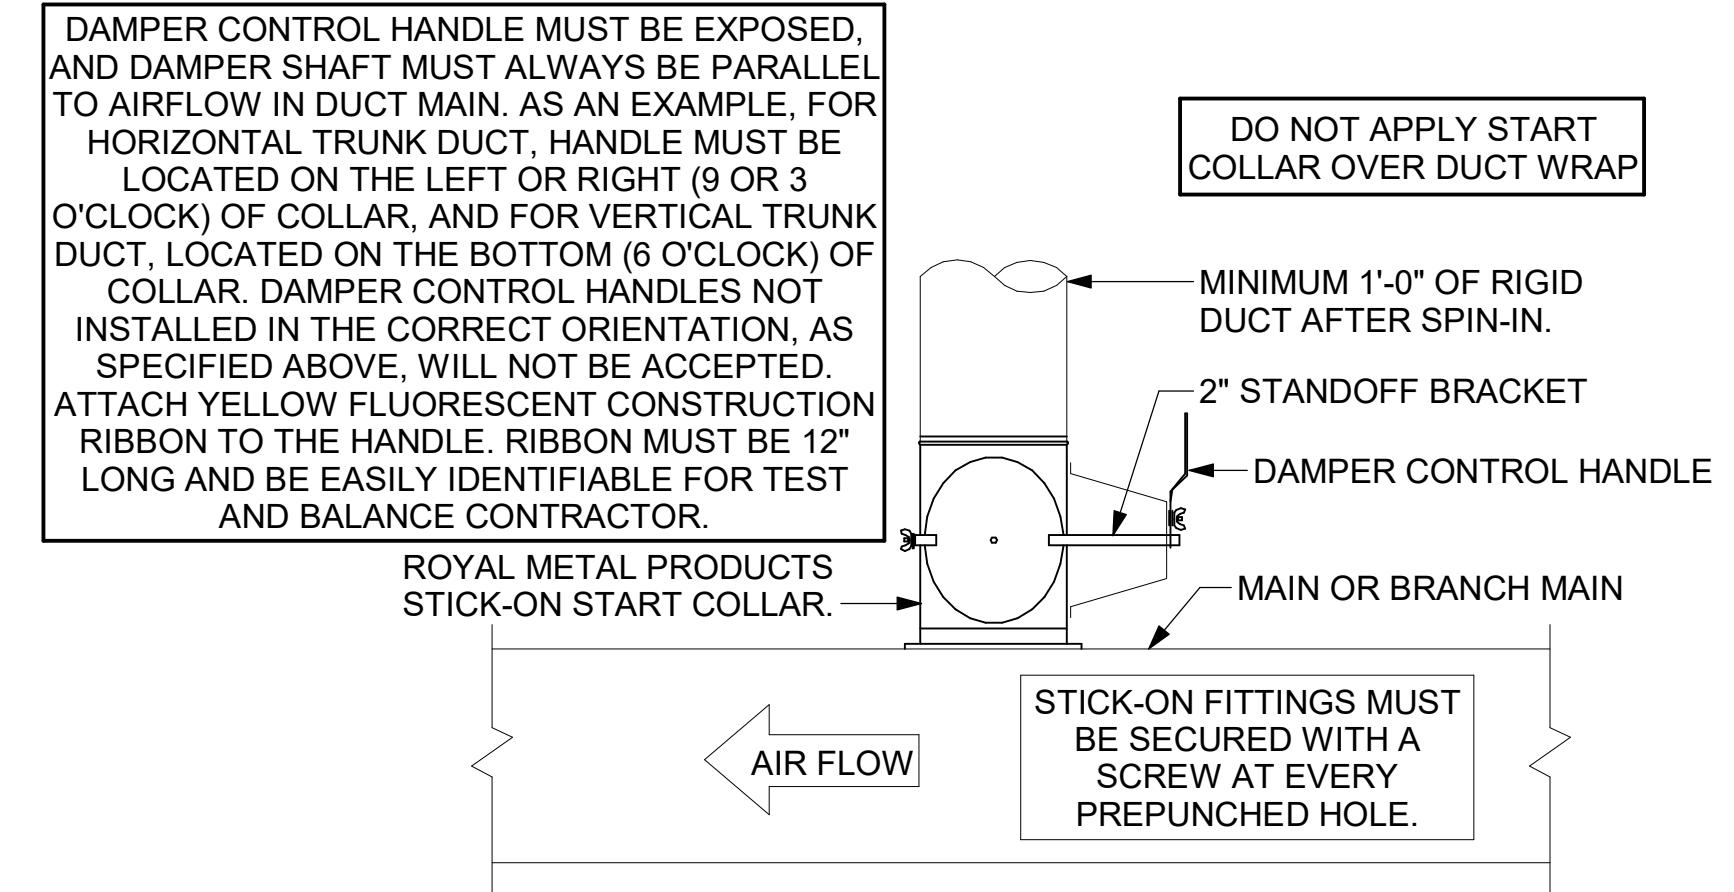 DAMPER CONTROL HANDLE MUST BE EXPOSED,
AND DAMPER SHAFT MUST ALWAYS BE PARALLEL
TO AIRFLOW IN DUCT MAIN. AS AN EXAMPLE, FOR
HORIZONTAL TRUNK DUCT, HANDLE MUST BE
LOCATED ON THE LEFT OR RIGHT (9 OR 3
O'CLOCK) OF COLLAR, AND FOR VERTICAL TRUNK
DUCT, LOCATED ON THE BOTTOM (6 O'CLOCK) OF
COLLAR. DAMPER CONTROL HANDLES NOT
INSTALLED IN THE CORRECT ORIENTATION, AS
SPECIFIED ABOVE, WILL NOT BE ACCEPTED.
ATTACH YELLOW FLUORESCENT CONSTRUCTION
RIBBON TO THE HANDLE. RIBBON MUST BE 12"
LONG AND BE EASILY IDENTIFIABLE FOR TEST
AND BALANCE CONTRACTOR.
DO NOT APPLY START
COLLAR OVER DUCT WRAP
MINIMUM 1'-0" OF RIGID
DUCT AFTER SPIN-IN.
2" STANDOFF BRACKET
DAMPER CONTROL HANDLE
ROYAL METAL PRODUCTS
STICK-ON START COLLAR.
MAIN OR BRANCH MAIN
AIR FLOW
STICK-ON FITTINGS MUST
BE SECURED WITH A
SCREW AT EVERY
PREPUNCHED HOLE.